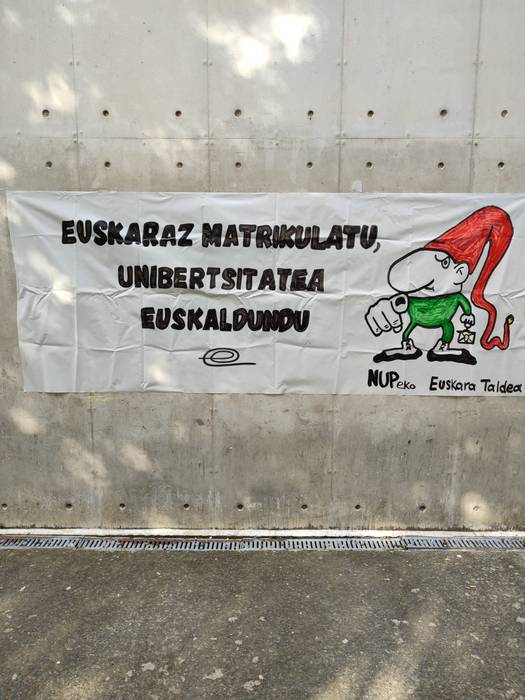 EUSKARAZ MATRIKULATU,
UNIBERTSITATEA
EUSKALDUNDU
NUPeko Euskara Taldea